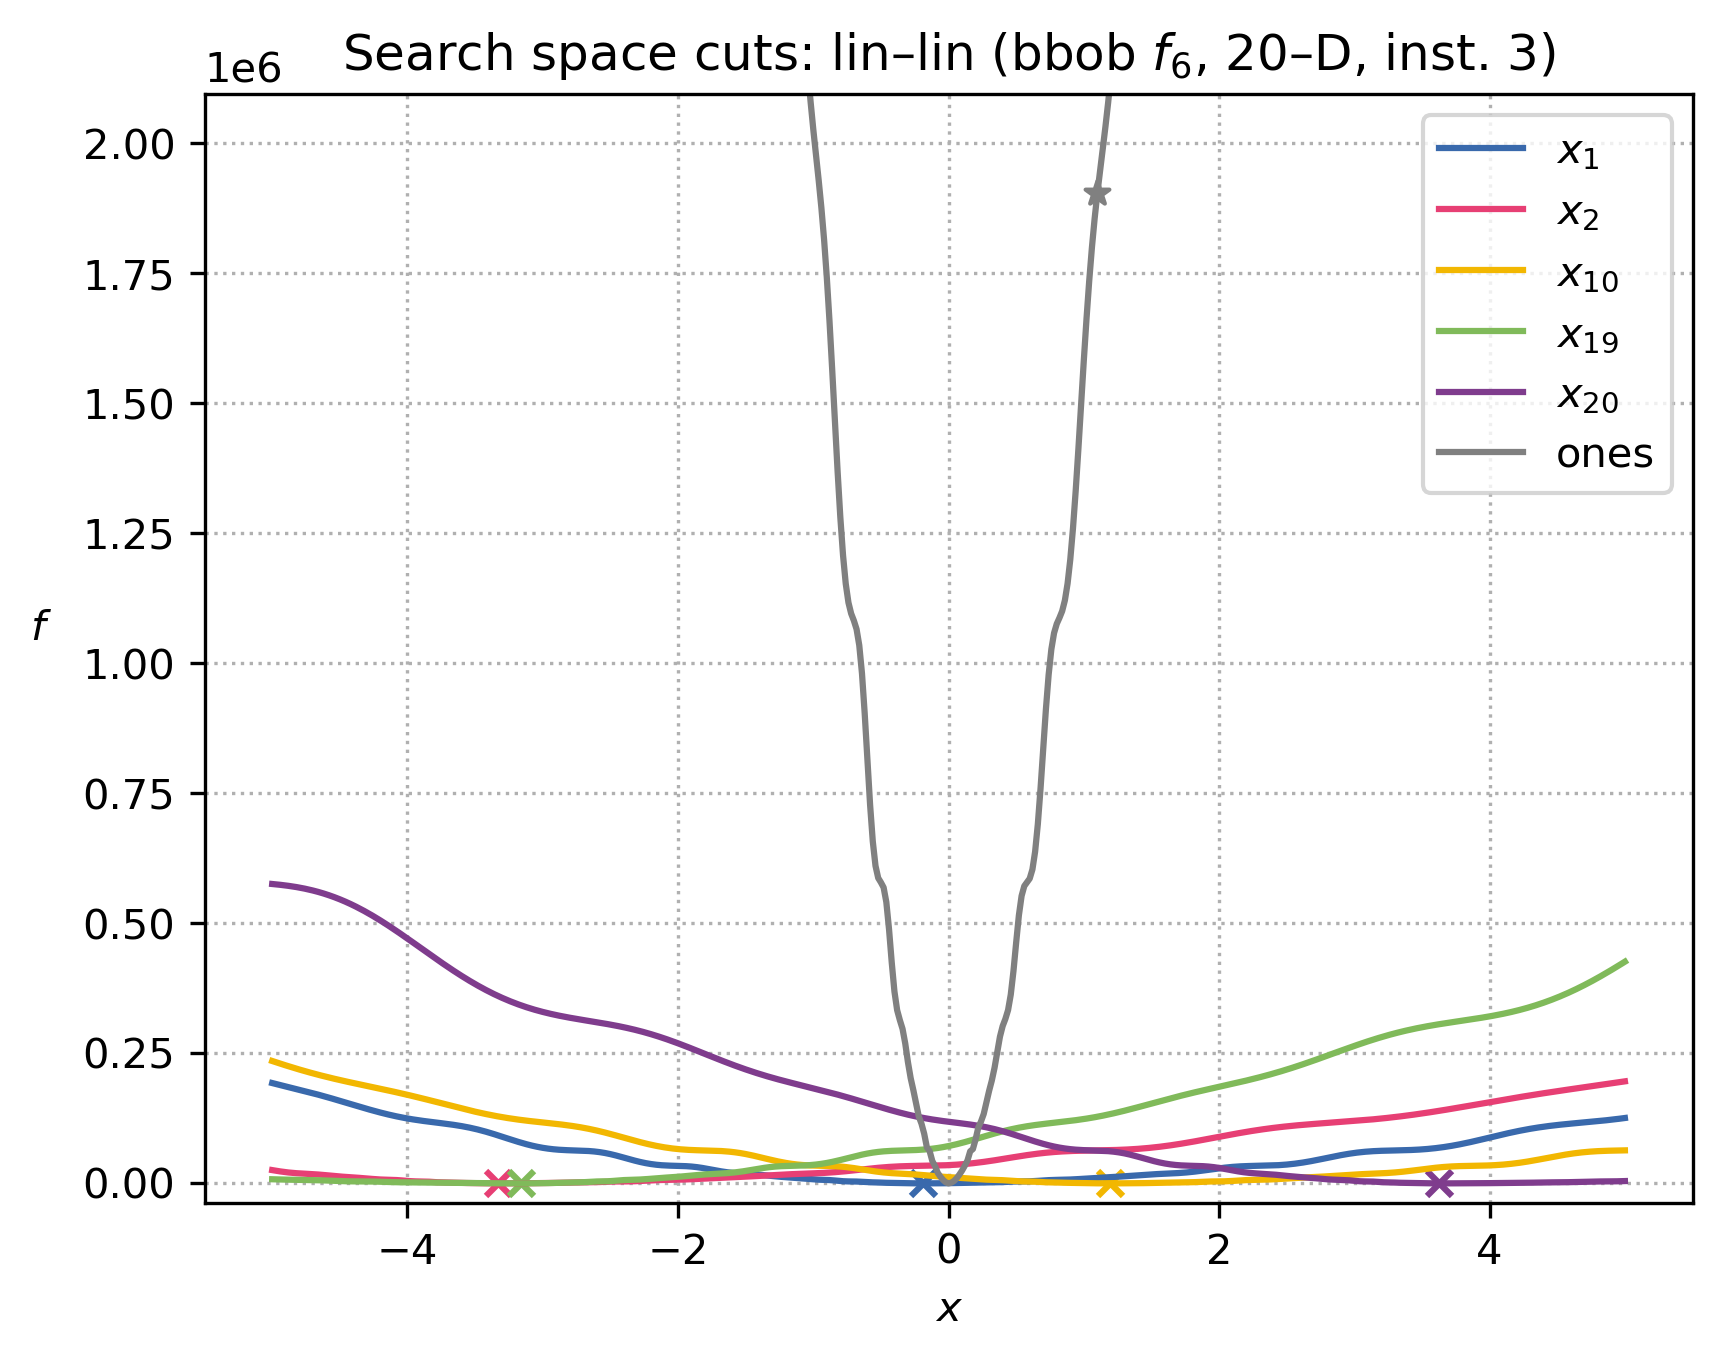 Search space cuts: lin–lin (bbob f₆, 20–D, inst. 3)
1e6
2.00
1.75
1.50
1.25
1.00
0.75
0.50
0.25
0.00
f
−4
−2
0
2
4
x
x₁
x₂
x₁₀
x₁₉
x₂₀
ones